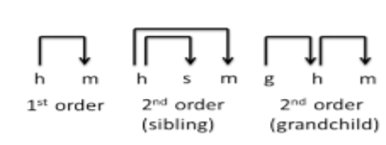 h m h s m g h m
1st order 2nd order 2nd order
(sibling) (grandchild)